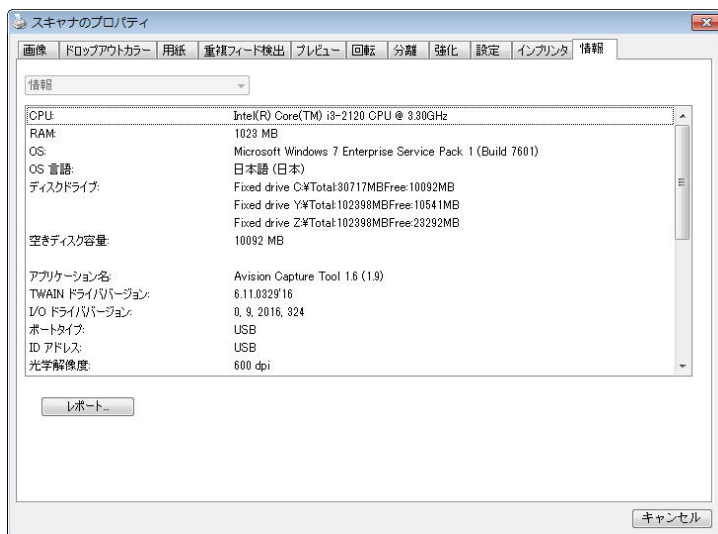 スキャナのプロパティ
画像 ドロップアウトカラー 用紙 重複フィード検出 プレビュー 回転 分離 強化 設定 インプリンタ 情報
情報
CPU: Intel(R) Core(TM) i3-2120 CPU @ 3.30GHz
RAM: 1023 MB
OS: Microsoft Windows 7 Enterprise Service Pack 1 (Build 7601)
OS 言語: 日本語 (日本)
ディスクドライブ: Fixed drive C:¥Total:30717MBFree:10092MB
Fixed drive Y:¥Total:102398MBFree:10541MB
Fixed drive Z:¥Total:102398MBFree:23292MB
空きディスク容量: 10092 MB
アプリケーション名: Avision Capture Tool 1.6 (1.9)
TWAIN ドライババージョン: 6.11.0329'16
I/O ドライババージョン: 0, 9, 2016, 324
ポートタイプ: USB
ID アドレス: USB
光学解像度: 600 dpi
レポート...
キャンセル